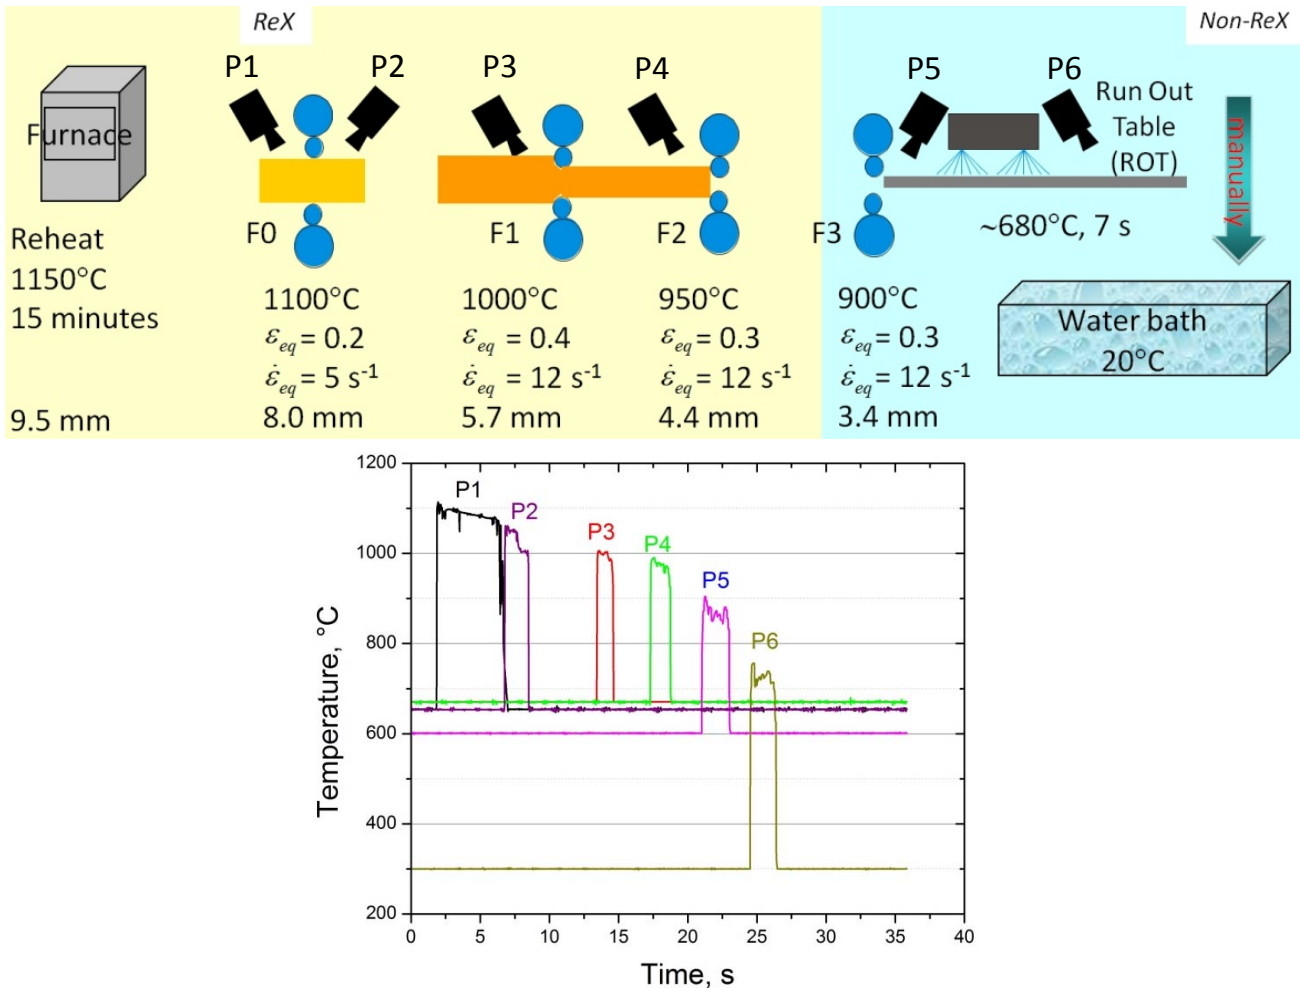 ReX
Non-ReX
P1
P2
P3
P4
P5
P6
Furnace
Run Out
Table
(ROT)
manually
F0
F1
F2
F3
~680°C, 7 s
Reheat
1150°C
15 minutes
9.5 mm
1100°C
εeq = 0.2
ε̇eq = 5 s⁻¹
8.0 mm
1000°C
εeq = 0.4
ε̇eq = 12 s⁻¹
5.7 mm
950°C
εeq = 0.3
ε̇eq = 12 s⁻¹
4.4 mm
900°C
εeq = 0.3
ε̇eq = 12 s⁻¹
3.4 mm
Water bath
20°C
1200
1000
800
600
400
200
Temperature, °C
P1
P2
P3
P4
P5
P6
0
5
10
15
20
25
30
35
40
Time, s